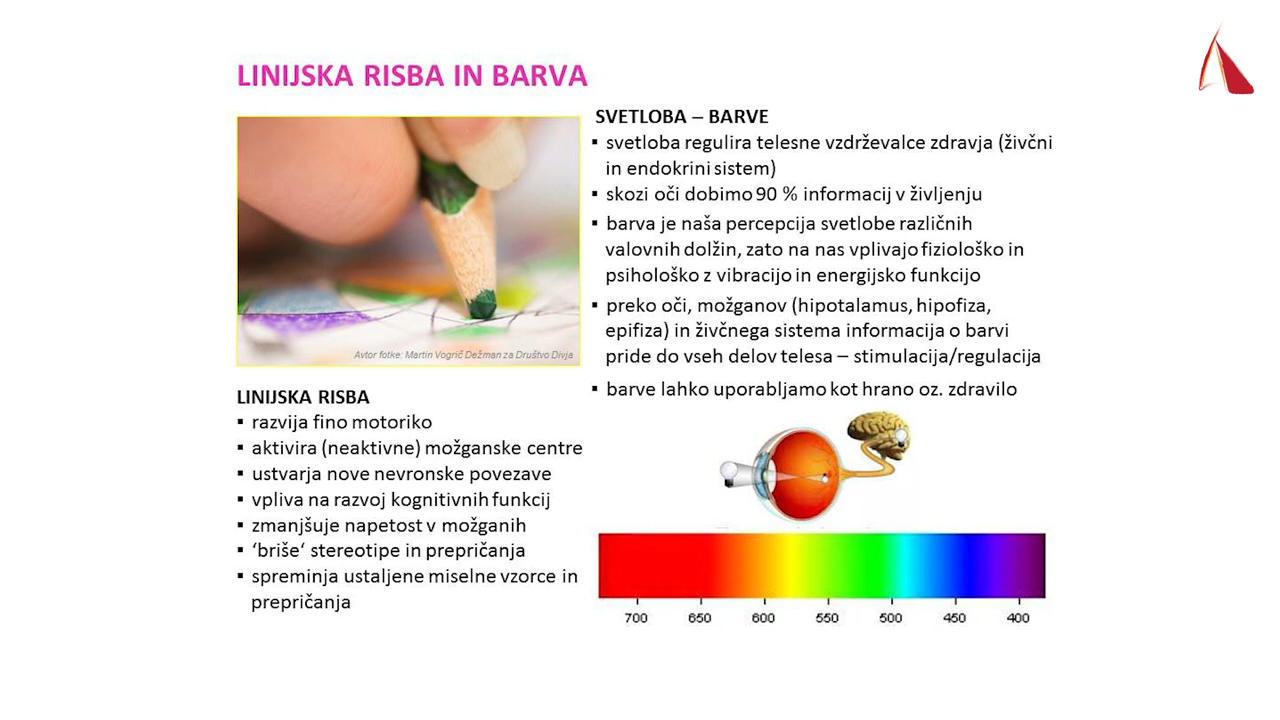 LINIJSKA RISBA IN BARVA
Avtor fotke: Martin Vogrič Dežman za Društvo Divja
LINIJSKA RISBA
▪ razvija fino motoriko
▪ aktivira (neaktivne) možganske centre
▪ ustvarja nove nevronske povezave
▪ vpliva na razvoj kognitivnih funkcij
▪ zmanjšuje napetost v možganih
▪ ‘briše‘ stereotipe in prepričanja
▪ spreminja ustaljene miselne vzorce in
prepričanja
SVETLOBA – BARVE
▪ svetloba regulira telesne vzdrževalce zdravja (živčni
in endokrini sistem)
▪ skozi oči dobimo 90 % informacij v življenju
▪ barva je naša percepcija svetlobe različnih
valovnih dolžin, zato na nas vplivajo fiziološko in
psihološko z vibracijo in energijsko funkcijo
▪ preko oči, možganov (hipotalamus, hipofiza,
epifiza) in živčnega sistema informacija o barvi
pride do vseh delov telesa – stimulacija/regulacija
▪ barve lahko uporabljamo kot hrano oz. zdravilo
700 650 600 550 500 450 400